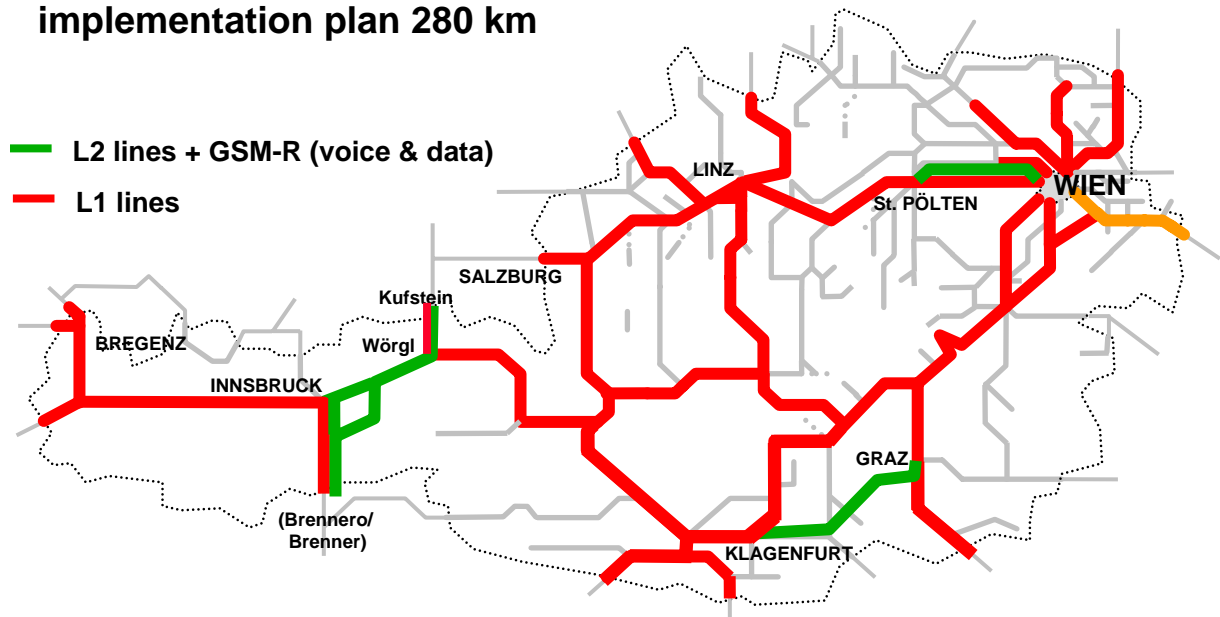 implementation plan 280 km
L2 lines + GSM-R (voice & data)
L1 lines
LINZ
WIEN
St. PÖLTEN
SALZBURG
Kufstein
BREGENZ
Wörgl
INNSBRUCK
GRAZ
(Brennero/
Brenner)
KLAGENFURT